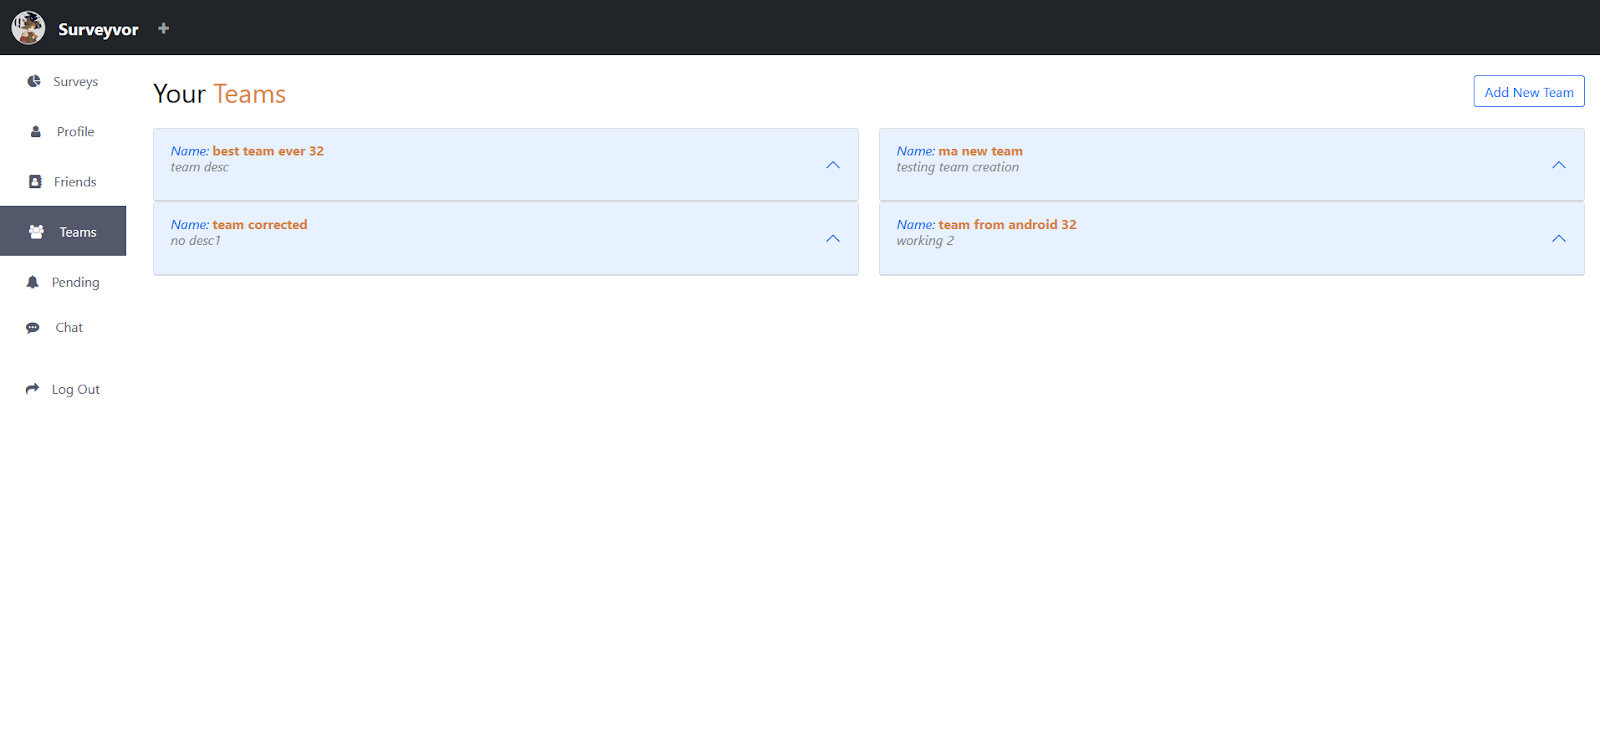 Surveyvor
Surveys
Profile
Friends
Teams
Pending
Chat
Log Out
Your Teams
Add New Team
Name: best team ever 32
team desc
Name: ma new team
testing team creation
Name: team corrected
no desc1
Name: team from android 32
working 2